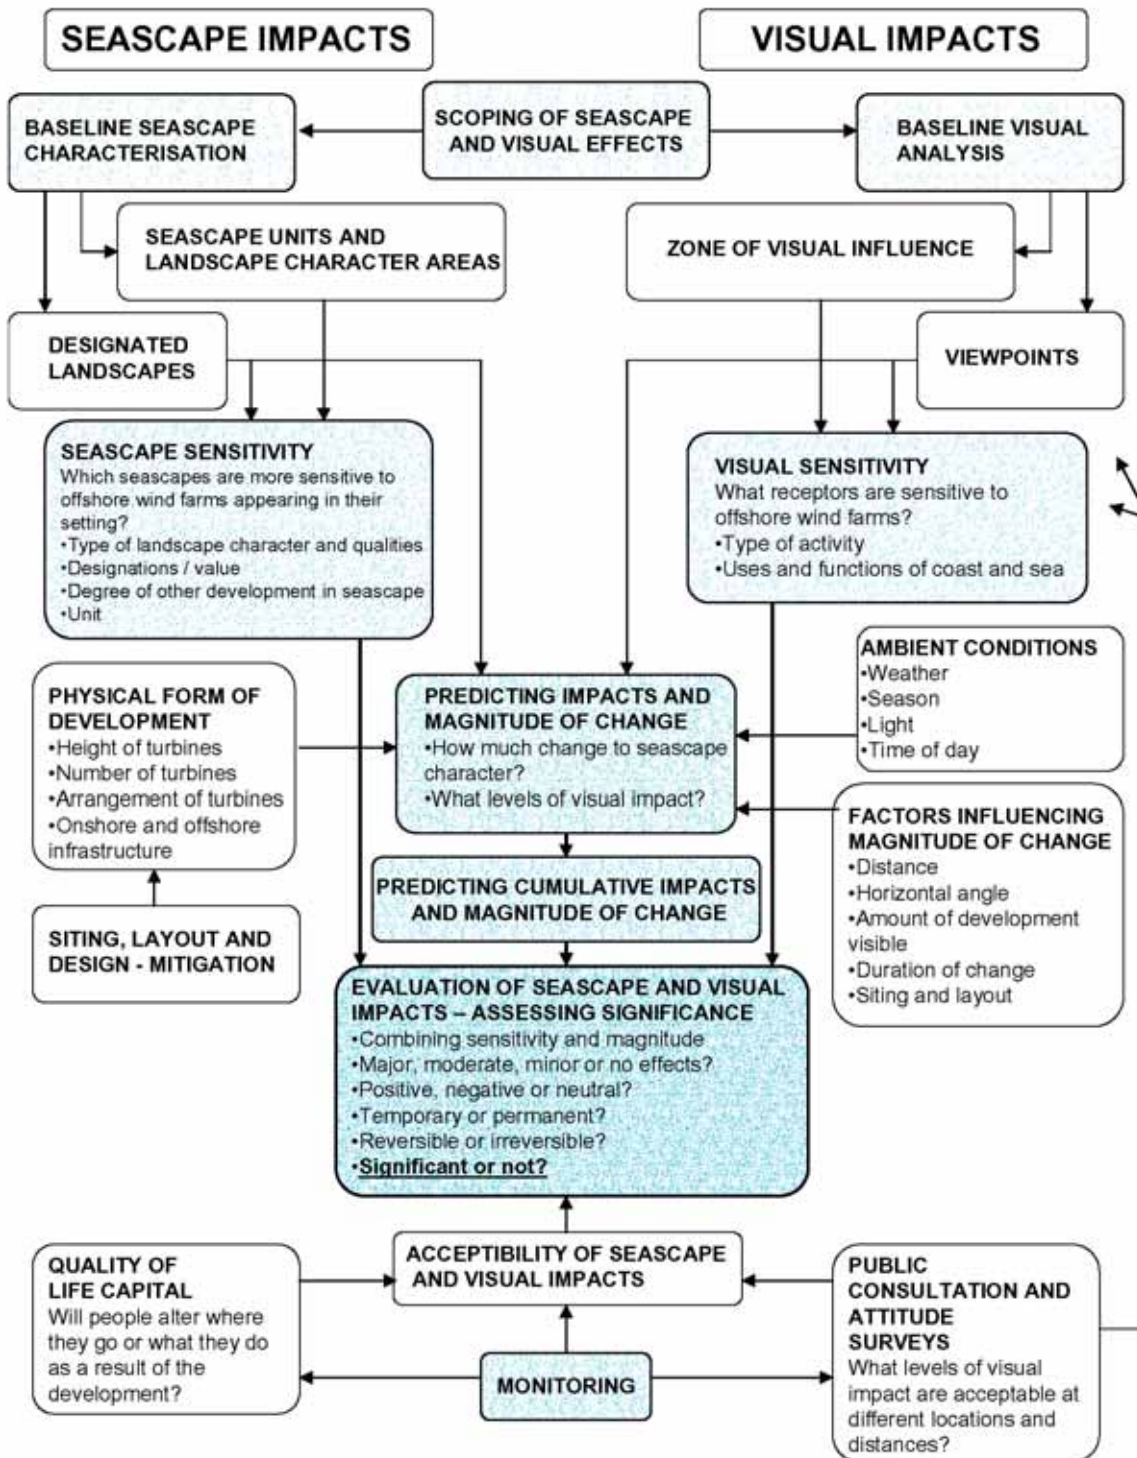 SEASCAPE IMPACTS
VISUAL IMPACTS
SCOPING OF SEASCAPE
AND VISUAL EFFECTS
BASELINE SEASCAPE
CHARACTERISATION
BASELINE VISUAL
ANALYSIS
SEASCAPE UNITS AND
LANDSCAPE CHARACTER AREAS
ZONE OF VISUAL INFLUENCE
DESIGNATED
LANDSCAPES
VIEWPOINTS
SEASCAPE SENSITIVITY
Which seascapes are more sensitive to
offshore wind farms appearing in their
setting?
•Type of landscape character and qualities
•Designations / value
•Degree of other development in seascape
•Unit
VISUAL SENSITIVITY
What receptors are sensitive to
offshore wind farms?
•Type of activity
•Uses and functions of coast and sea
PHYSICAL FORM OF
DEVELOPMENT
•Height of turbines
•Number of turbines
•Arrangement of turbines
•Onshore and offshore
infrastructure
PREDICTING IMPACTS AND
MAGNITUDE OF CHANGE
•How much change to seascape
character?
•What levels of visual impact?
AMBIENT CONDITIONS
•Weather
•Season
•Light
•Time of day
FACTORS INFLUENCING
MAGNITUDE OF CHANGE
•Distance
•Horizontal angle
•Amount of development
visible
•Duration of change
•Siting and layout
PREDICTING CUMULATIVE IMPACTS
AND MAGNITUDE OF CHANGE
SITING, LAYOUT AND
DESIGN - MITIGATION
EVALUATION OF SEASCAPE AND VISUAL
IMPACTS – ASSESSING SIGNIFICANCE
•Combining sensitivity and magnitude
•Major, moderate, minor or no effects?
•Positive, negative or neutral?
•Temporary or permanent?
•Reversible or irreversible?
•Significant or not?
QUALITY OF
LIFE CAPITAL
Will people alter where
they go or what they do
as a result of the
development?
ACCEPTIBILITY OF SEASCAPE
AND VISUAL IMPACTS
MONITORING
PUBLIC
CONSULTATION AND
ATTITUDE
SURVEYS
What levels of visual
impact are acceptable at
different locations and
distances?